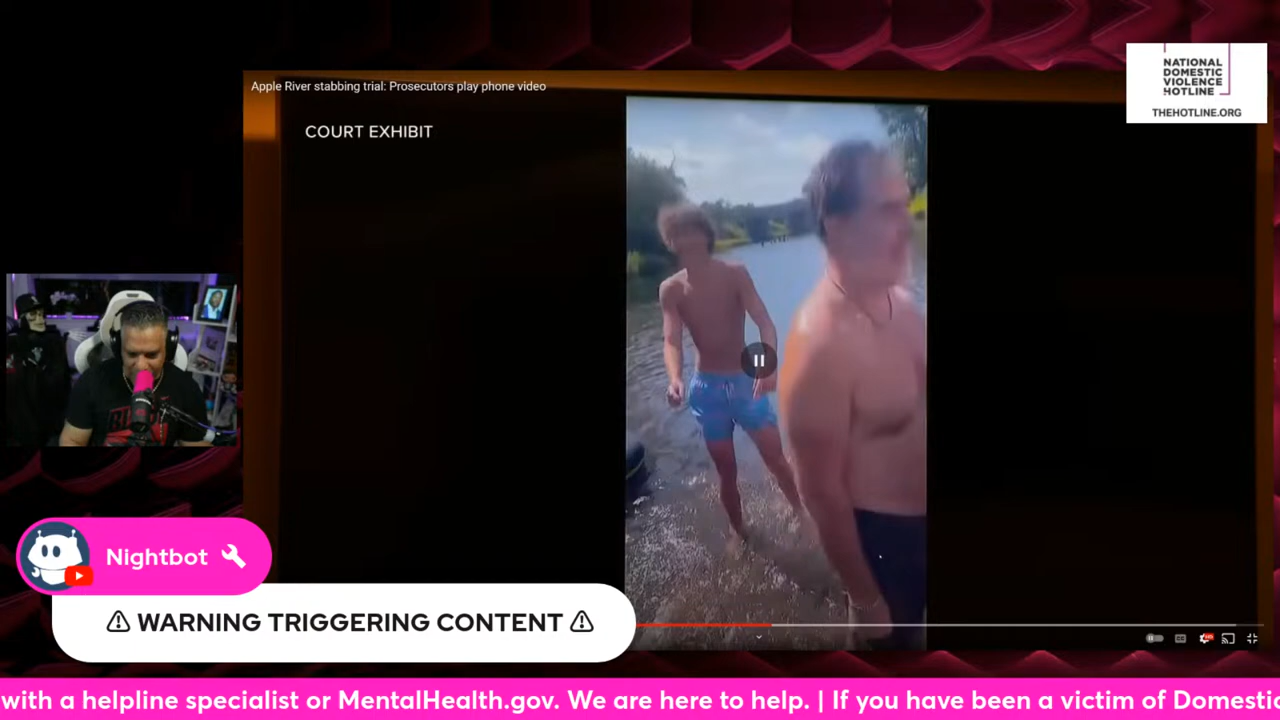 NATIONAL
DOMESTIC
VIOLENCE
HOTLINE
THEHOTLINE.ORG
Apple River stabbing trial: Prosecutors play phone video
COURT EXHIBIT
Nightbot
⚠ WARNING TRIGGERING CONTENT ⚠
with a helpline specialist or MentalHealth.gov. We are here to help. | If you have been a victim of Domestic